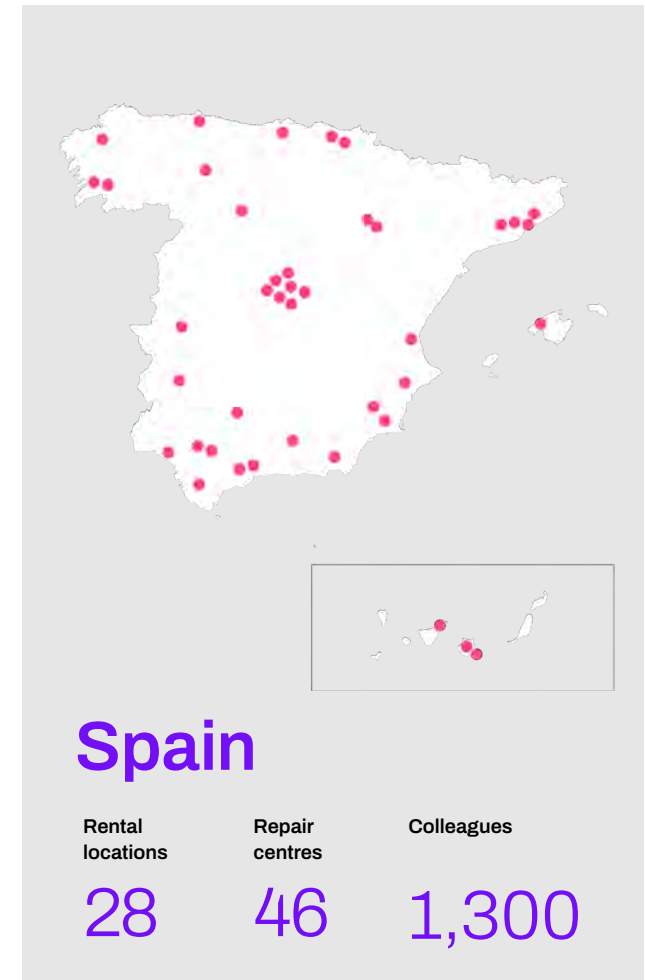 Spain
Rental
locations
28
Repair
centres
46
Colleagues
1,300